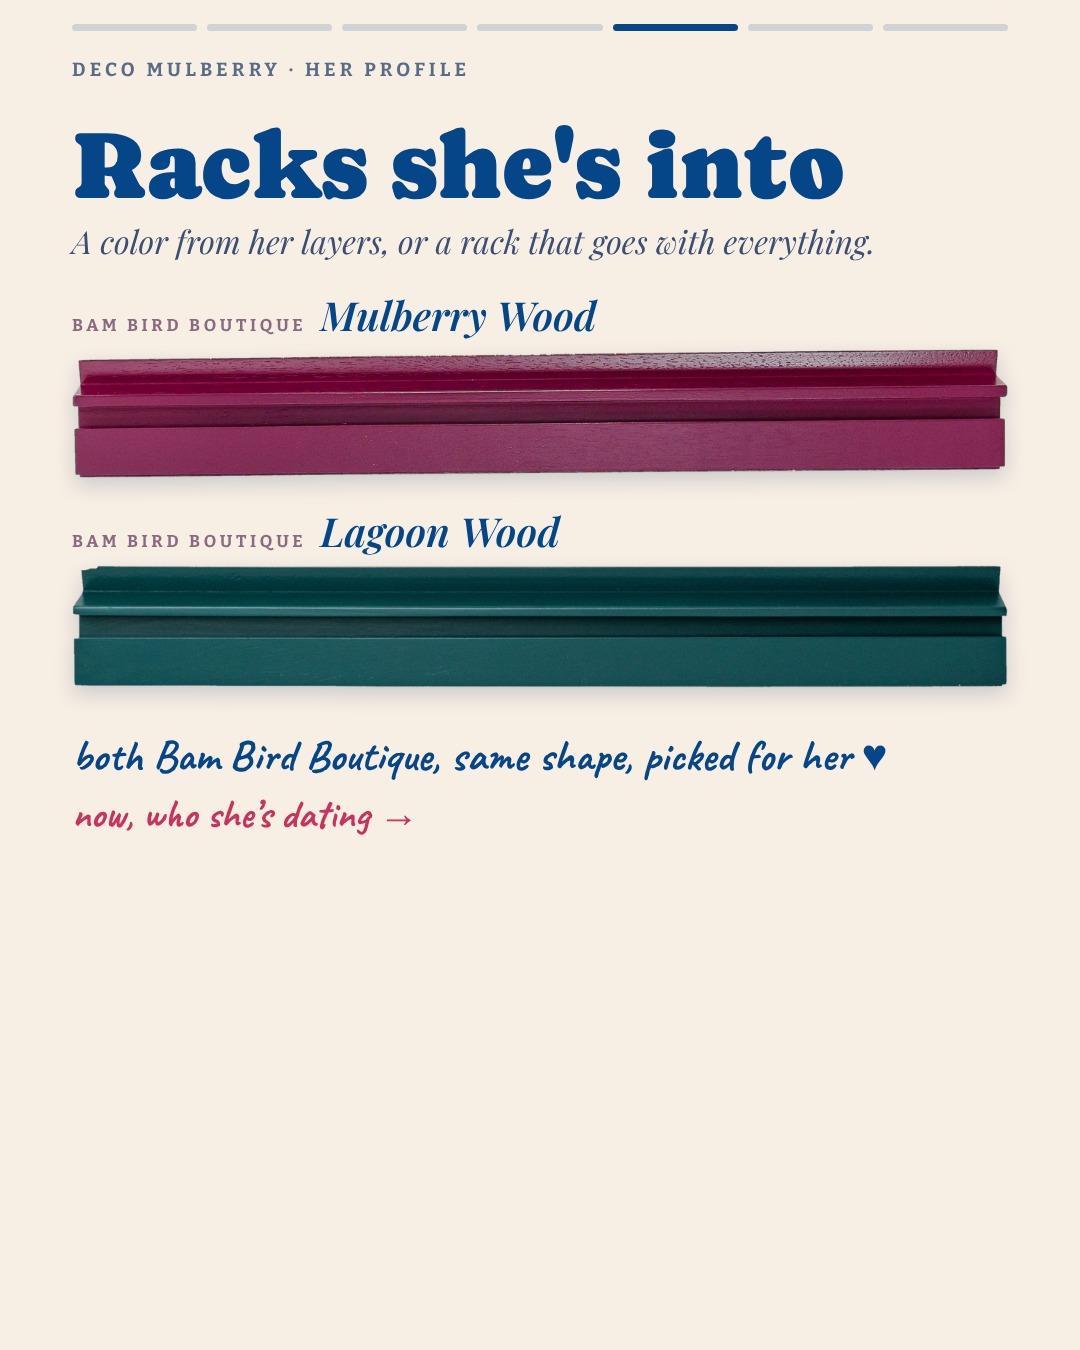 DECO MULBERRY · HER PROFILE
Racks she's into
A color from her layers, or a rack that goes with everything.
BAM BIRD BOUTIQUE Mulberry Wood
BAM BIRD BOUTIQUE Lagoon Wood
both Bam Bird Boutique, same shape, picked for her ♥
now, who she’s dating →